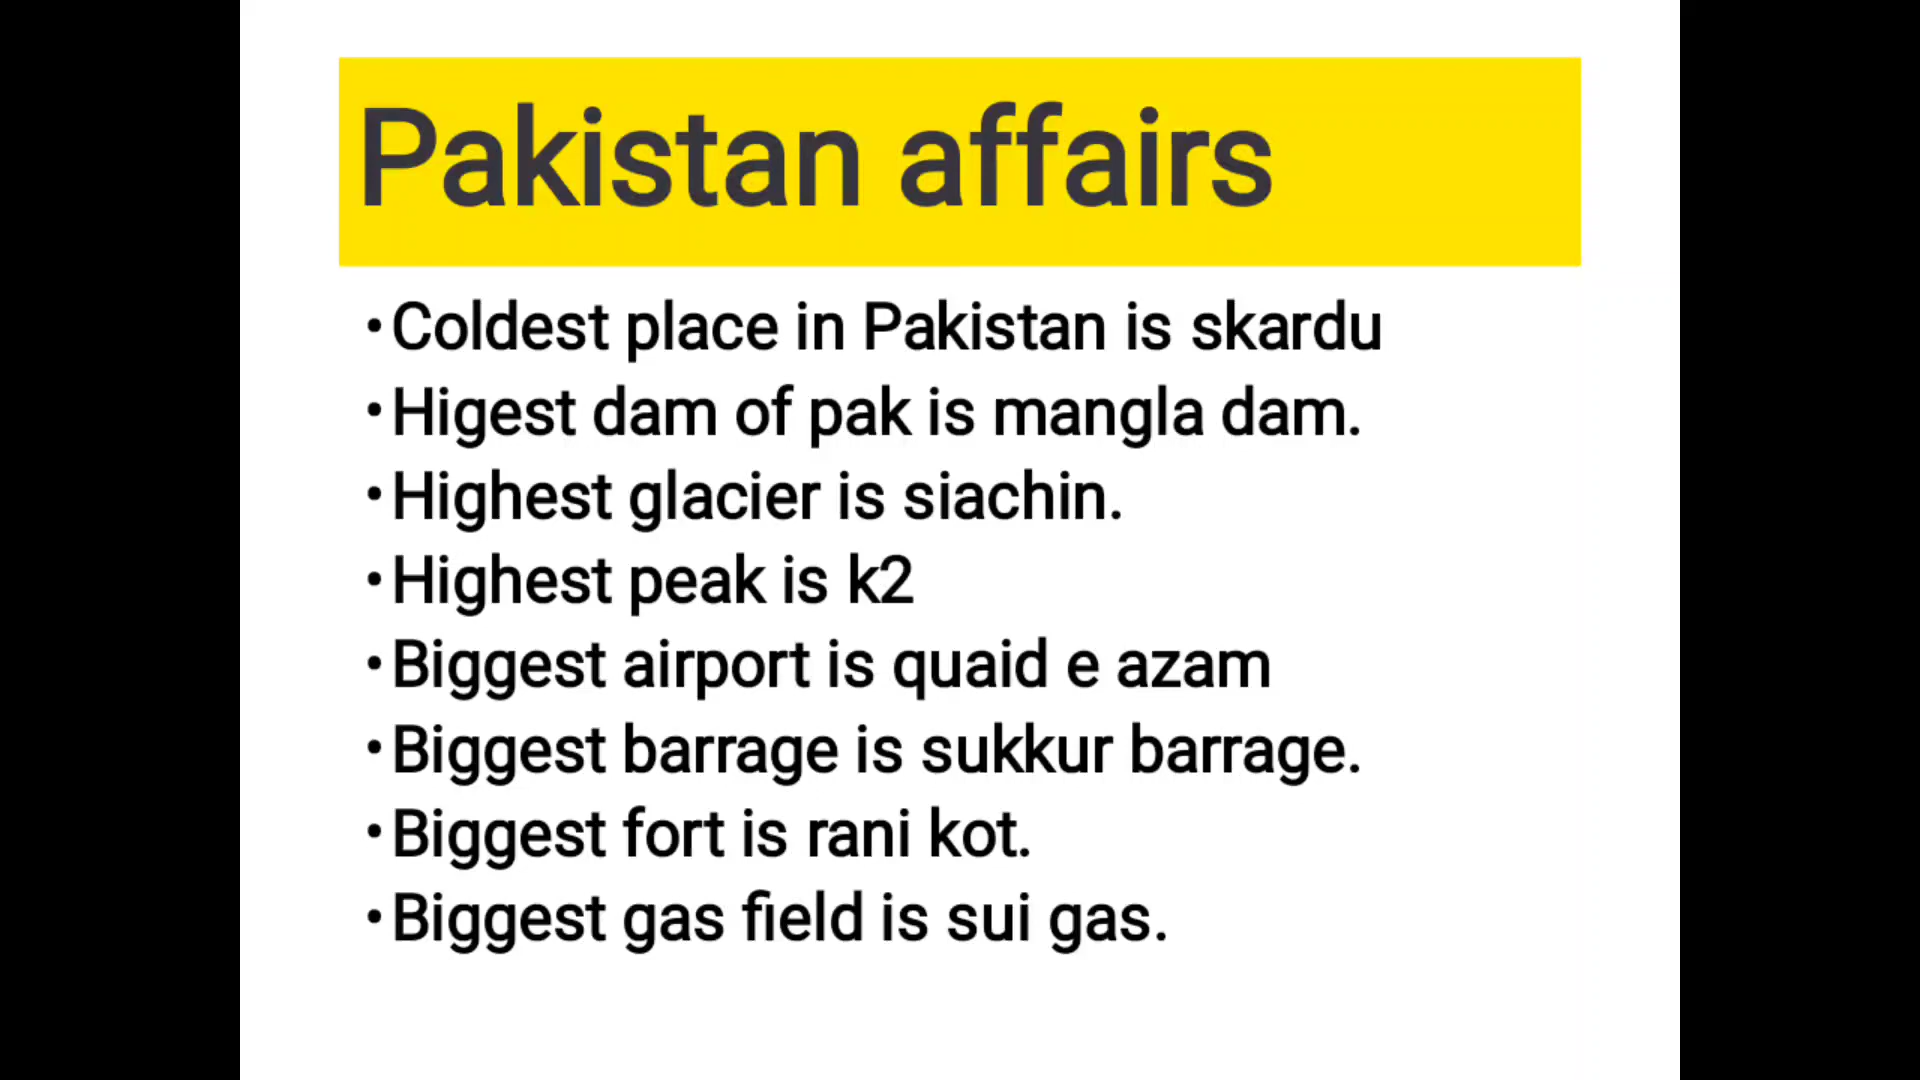 Pakistan affairs
•Coldest place in Pakistan is skardu
•Higest dam of pak is mangla dam.
•Highest glacier is siachin.
•Highest peak is k2
•Biggest airport is quaid e azam
•Biggest barrage is sukkur barrage.
•Biggest fort is rani kot.
•Biggest gas field is sui gas.